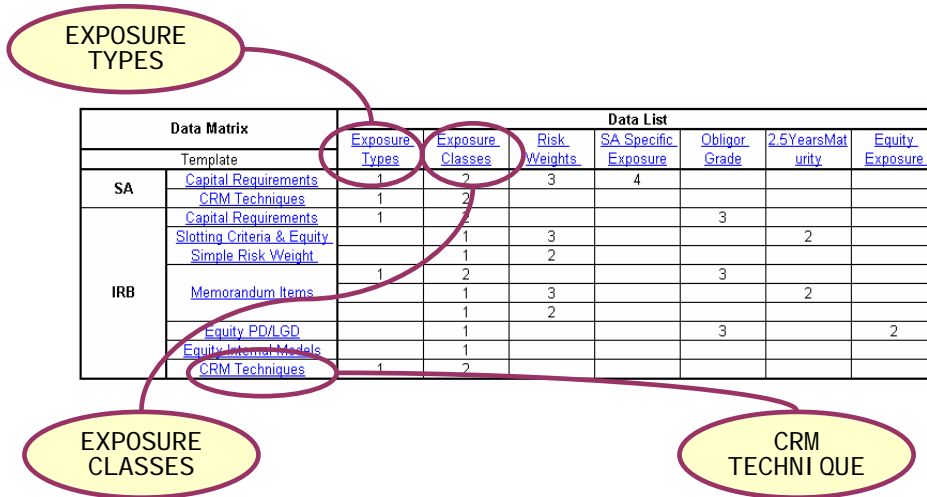 EXPOSURE
TYPES
Data Matrix
Data List
Template
Exposure Types
Exposure Classes
Risk Weights
SA Specific Exposure
Obligor Grade
2.5YearsMaturity
Equity Exposure
SA
Capital Requirements 1 2 3 4
CRM Techniques 1 2
IRB
Capital Requirements 1 2 3
Slotting Criteria & Equity 1 3 2
Simple Risk Weight 1 2
Memorandum Items
1 2 3
1 3 2
1 2
Equity PD/LGD 1 3 2
Equity Internal Models 1
CRM Techniques 1 2
EXPOSURE
CLASSES
CRM
TECHNIQUE